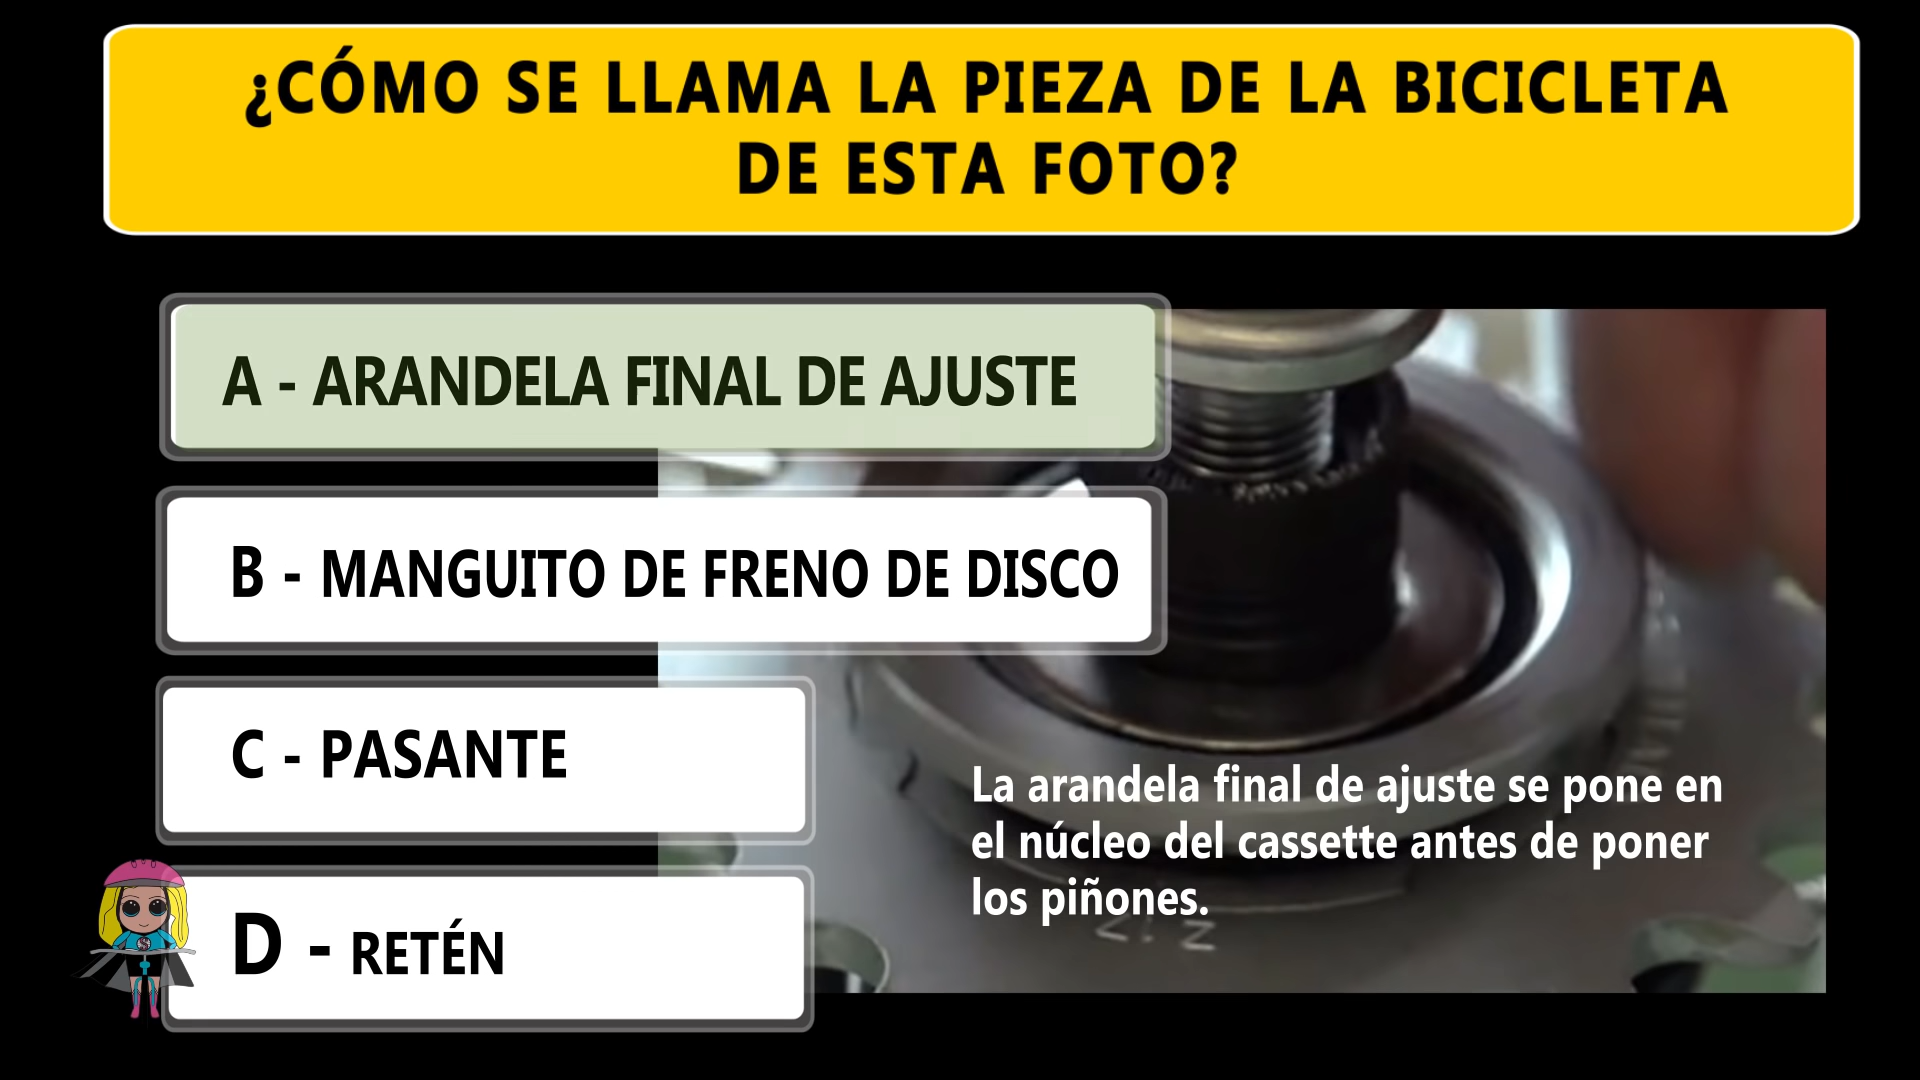 ¿CÓMO SE LLAMA LA PIEZA DE LA BICICLETA
DE ESTA FOTO?
A - ARANDELA FINAL DE AJUSTE
B - MANGUITO DE FRENO DE DISCO
C - PASANTE
D - RETÉN
La arandela final de ajuste se pone en
el núcleo del cassette antes de poner
los piñones.